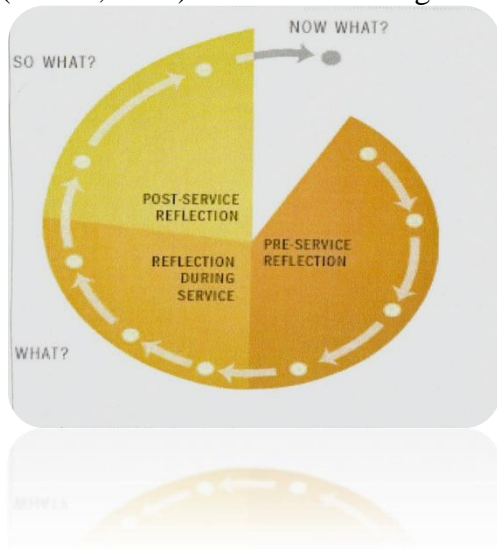 NOW WHAT?
SO WHAT?
POST-SERVICE
REFLECTION
PRE-SERVICE
REFLECTION
REFLECTION
DURING
SERVICE
WHAT?